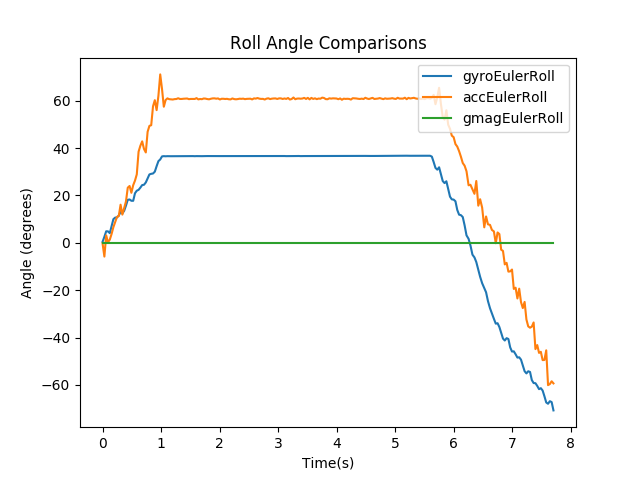 Roll Angle Comparisons
gyroEulerRoll
accEulerRoll
gmagEulerRoll
Angle (degrees)
60
40
20
0
−20
−40
−60
0 1 2 3 4 5 6 7 8
Time(s)